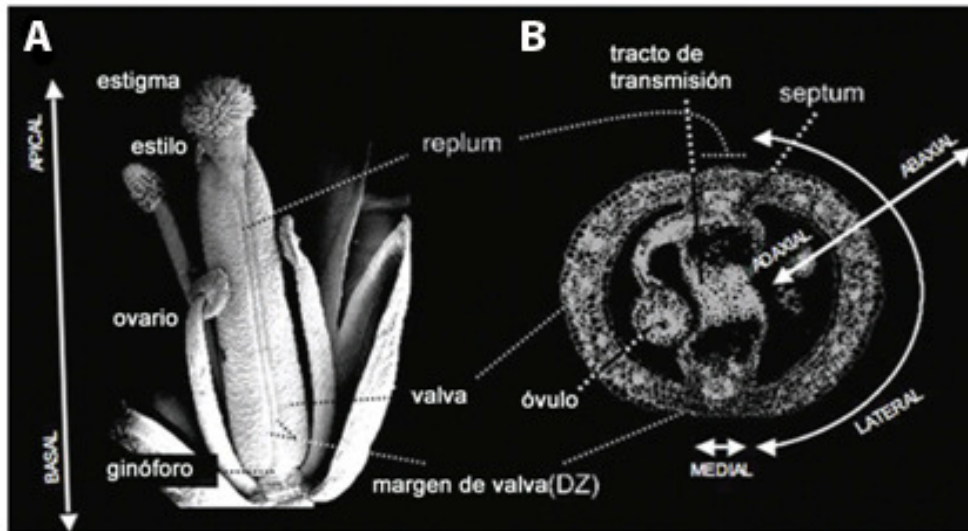 A
B
estigma
estilo
ovario
ginóforo
APICAL
BASAL
replum
valva
margen de valva(DZ)
tracto de
transmisión
septum
óvulo
ABAXIAL
ADAXIAL
LATERAL
MEDIAL